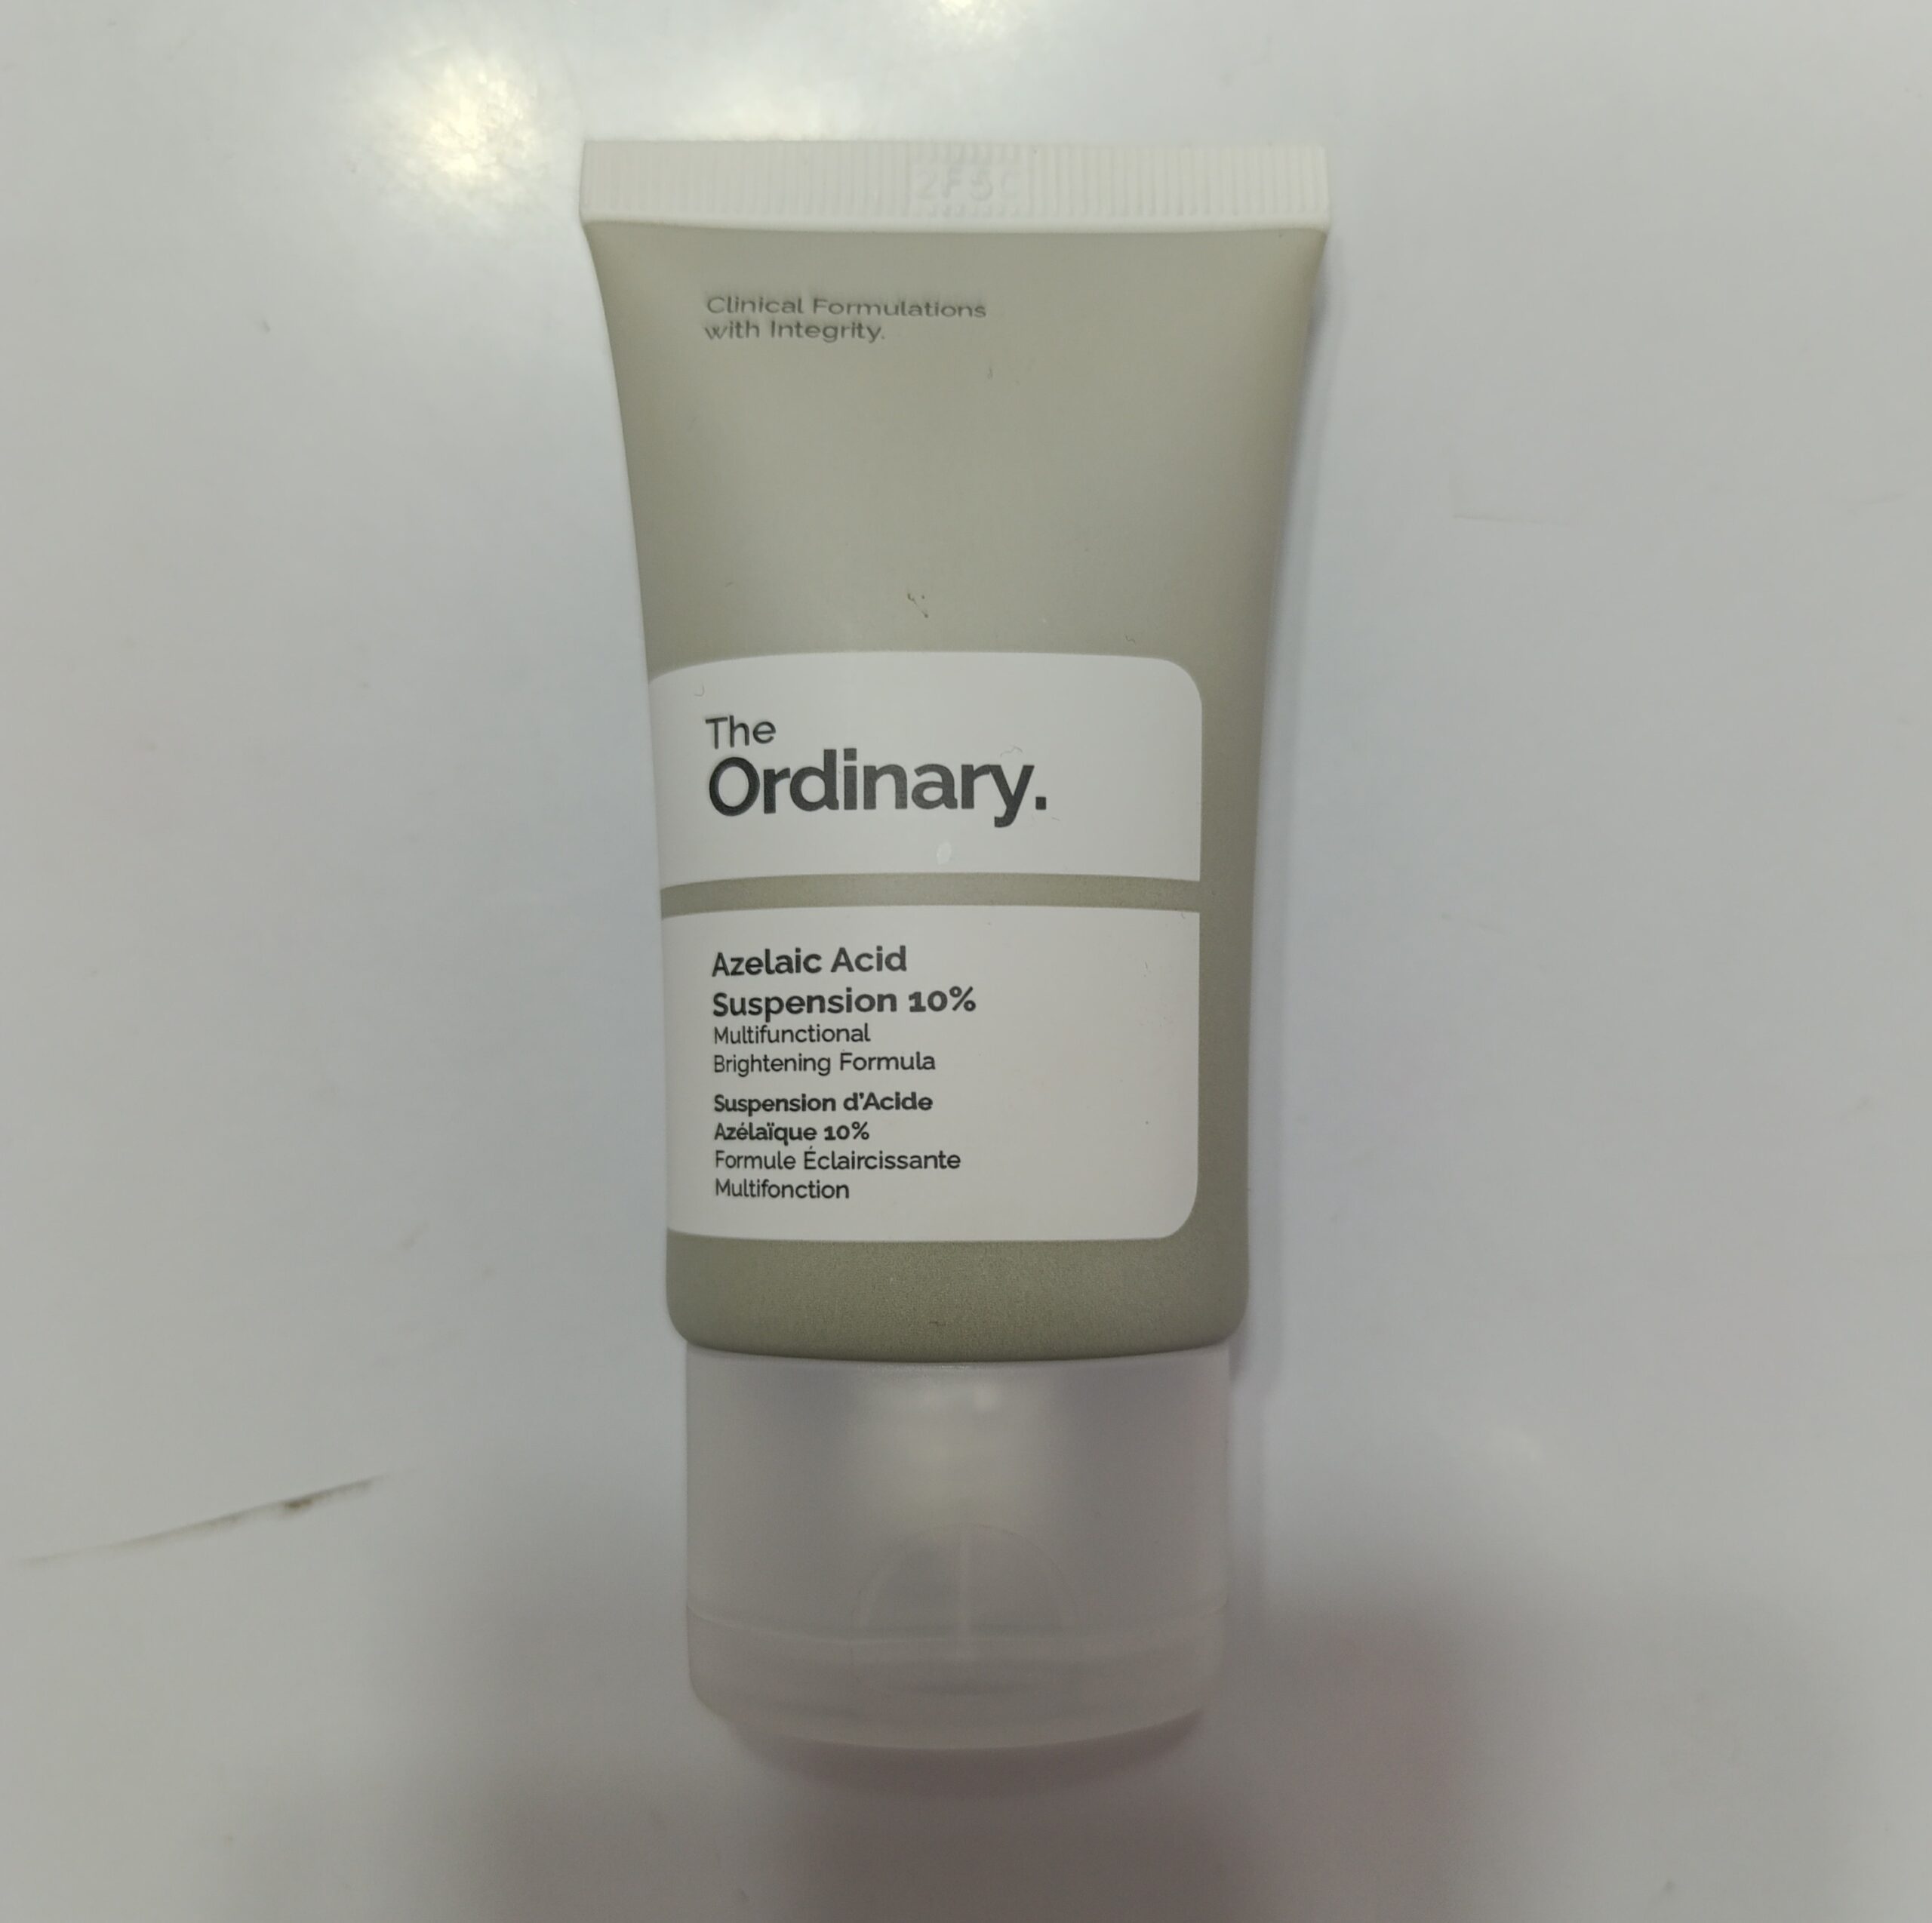 2F5C
Clinical Formulations
with Integrity.
The
Ordinary.
Azelaic Acid
Suspension 10%
Multifunctional
Brightening Formula
Suspension d'Acide
Azélaïque 10%
Formule Éclaircissante
Multifonction